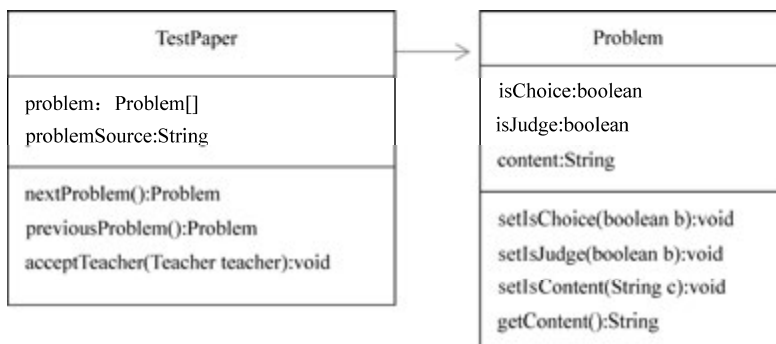 TestPaper
problem：Problem[]
problemSource:String
nextProblem():Problem
previousProblem():Problem
acceptTeacher(Teacher teacher):void
Problem
isChoice:boolean
isJudge:boolean
content:String
setIsChoice(boolean b):void
setIsJudge(boolean b):void
setIsContent(String c):void
getContent():String